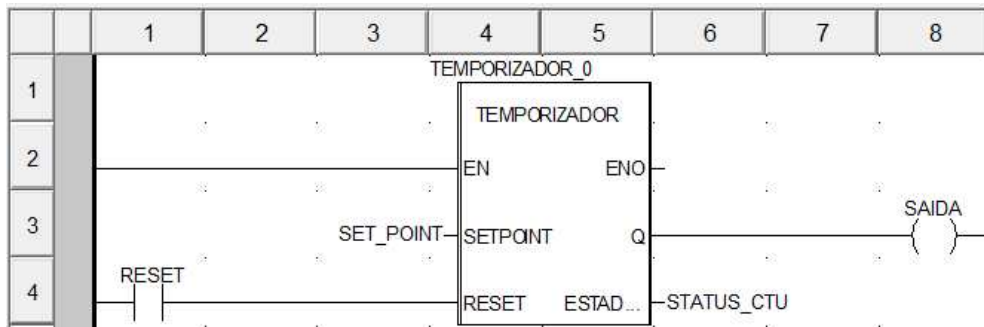 1 2 3 4 5 6 7 8
TEMPORIZADOR_0
1
TEMPORIZADOR
2
EN ENO
SAIDA
3
SET_POINT SETPOINT Q
RESET
4
RESET ESTAD... STATUS_CTU